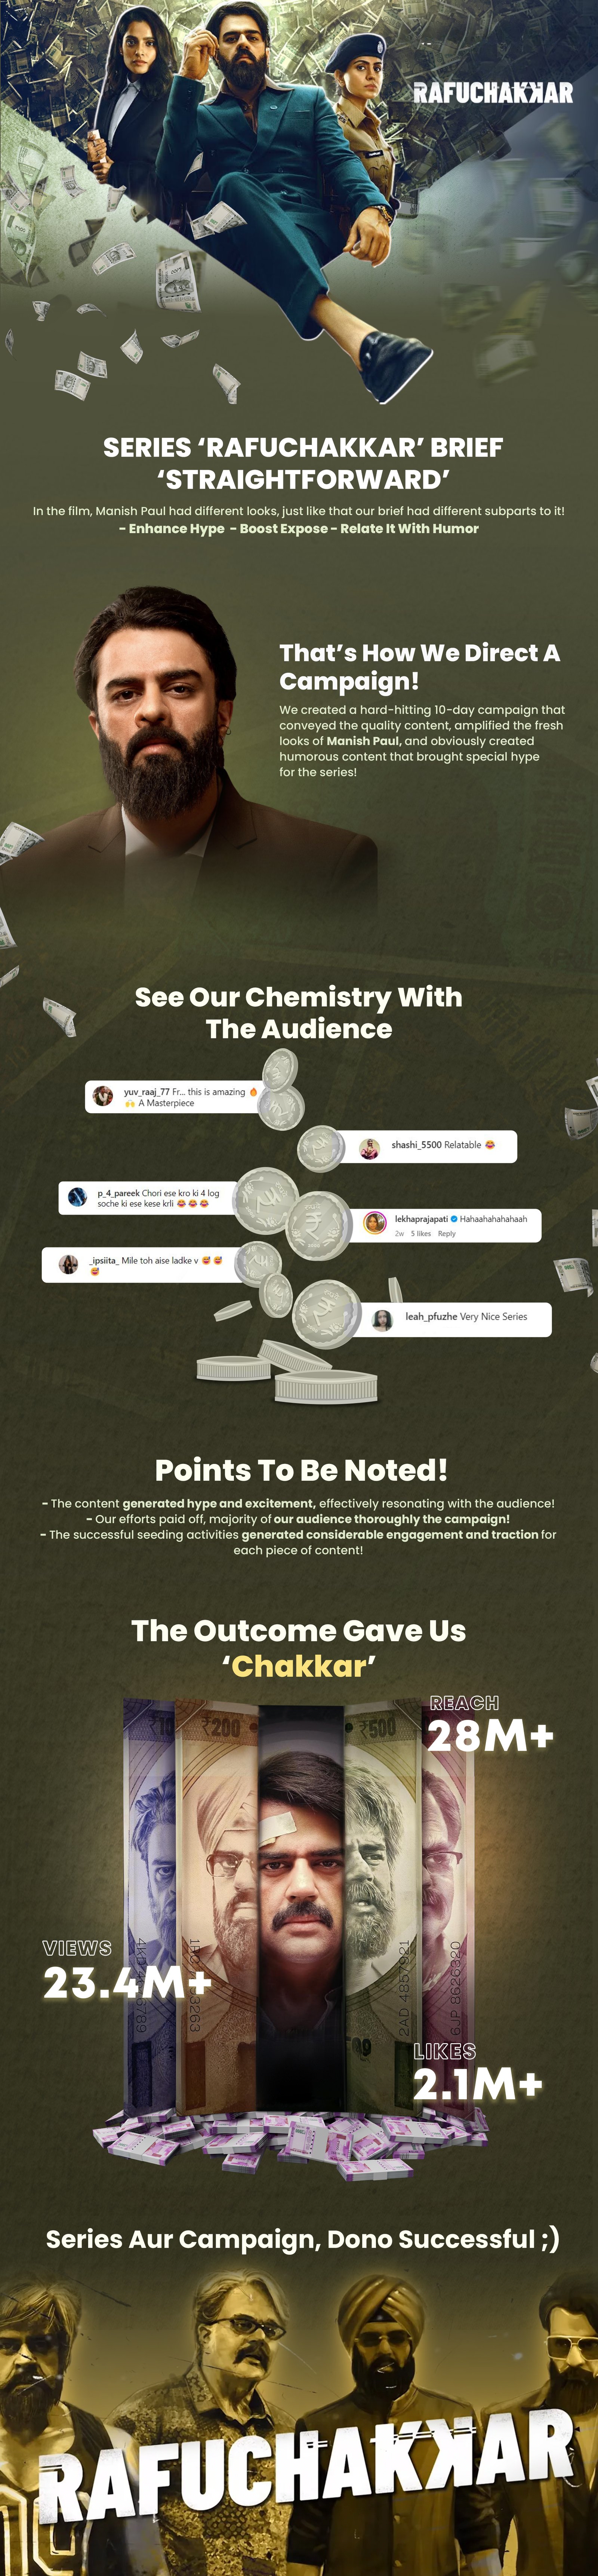 RAFUCHAKKAR
SERIES ‘RAFUCHAKKAR’ BRIEF
‘STRAIGHTFORWARD’
In the film, Manish Paul had different looks, just like that our brief had different subparts to it!
- Enhance Hype - Boost Expose - Relate It With Humor
That’s How We Direct A
Campaign!
We created a hard-hitting 10-day campaign that
conveyed the quality content, amplified the fresh
looks of Manish Paul, and obviously created
humorous content that brought special hype
for the series!
See Our Chemistry With
The Audience
yuv_raaj_77 Fr... this is amazing 🔥
🙌 A Masterpiece
shashi_5500 Relatable 😂
p_4_pareek Chori ese kro ki 4 log
soche ki ese kese krli 😂 😂 😂
lekhaprajapati Hahaahahahahaah
2w 5 likes Reply
_ipsiita_ Mile toh aise ladke v 🥰 🥰
🥰
leah_pfuzhe Very Nice Series
Points To Be Noted!
- The content generated hype and excitement, effectively resonating with the audience!
- Our efforts paid off, majority of our audience thoroughly the campaign!
- The successful seeding activities generated considerable engagement and traction for
each piece of content!
The Outcome Gave Us
‘Chakkar’
REACH
28M+
₹200
₹500
VIEWS
23.4M+
2AD 4857921
6JP 8626320
LIKES
2.1M+
Series Aur Campaign, Dono Successful ;)
RAFUCHAKKAR